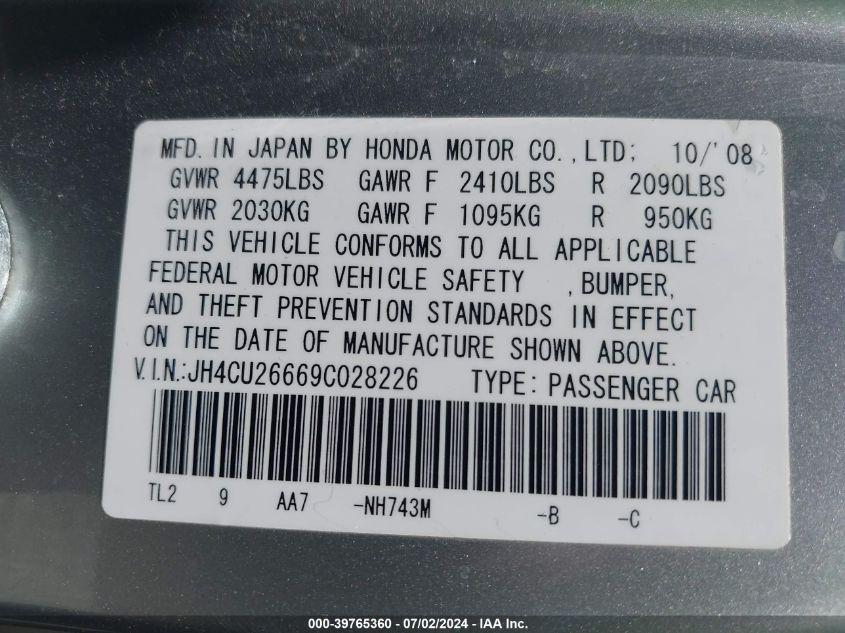 MFD. IN JAPAN BY HONDA MOTOR CO.,LTD; 10/'08
GVWR 4475LBS GAWR F 2410LBS R 2090LBS
GVWR 2030KG GAWR F 1095KG R 950KG
THIS VEHICLE CONFORMS TO ALL APPLICABLE
FEDERAL MOTOR VEHICLE SAFETY ,BUMPER,
AND THEFT PREVENTION STANDARDS IN EFFECT
ON THE DATE OF MANUFACTURE SHOWN ABOVE.
V.I.N.:JH4CU26669C028226 TYPE: PASSENGER CAR
TL2 9 AA7 -NH743M -B -C
000-39765360 - 07/02/2024 - IAA Inc.